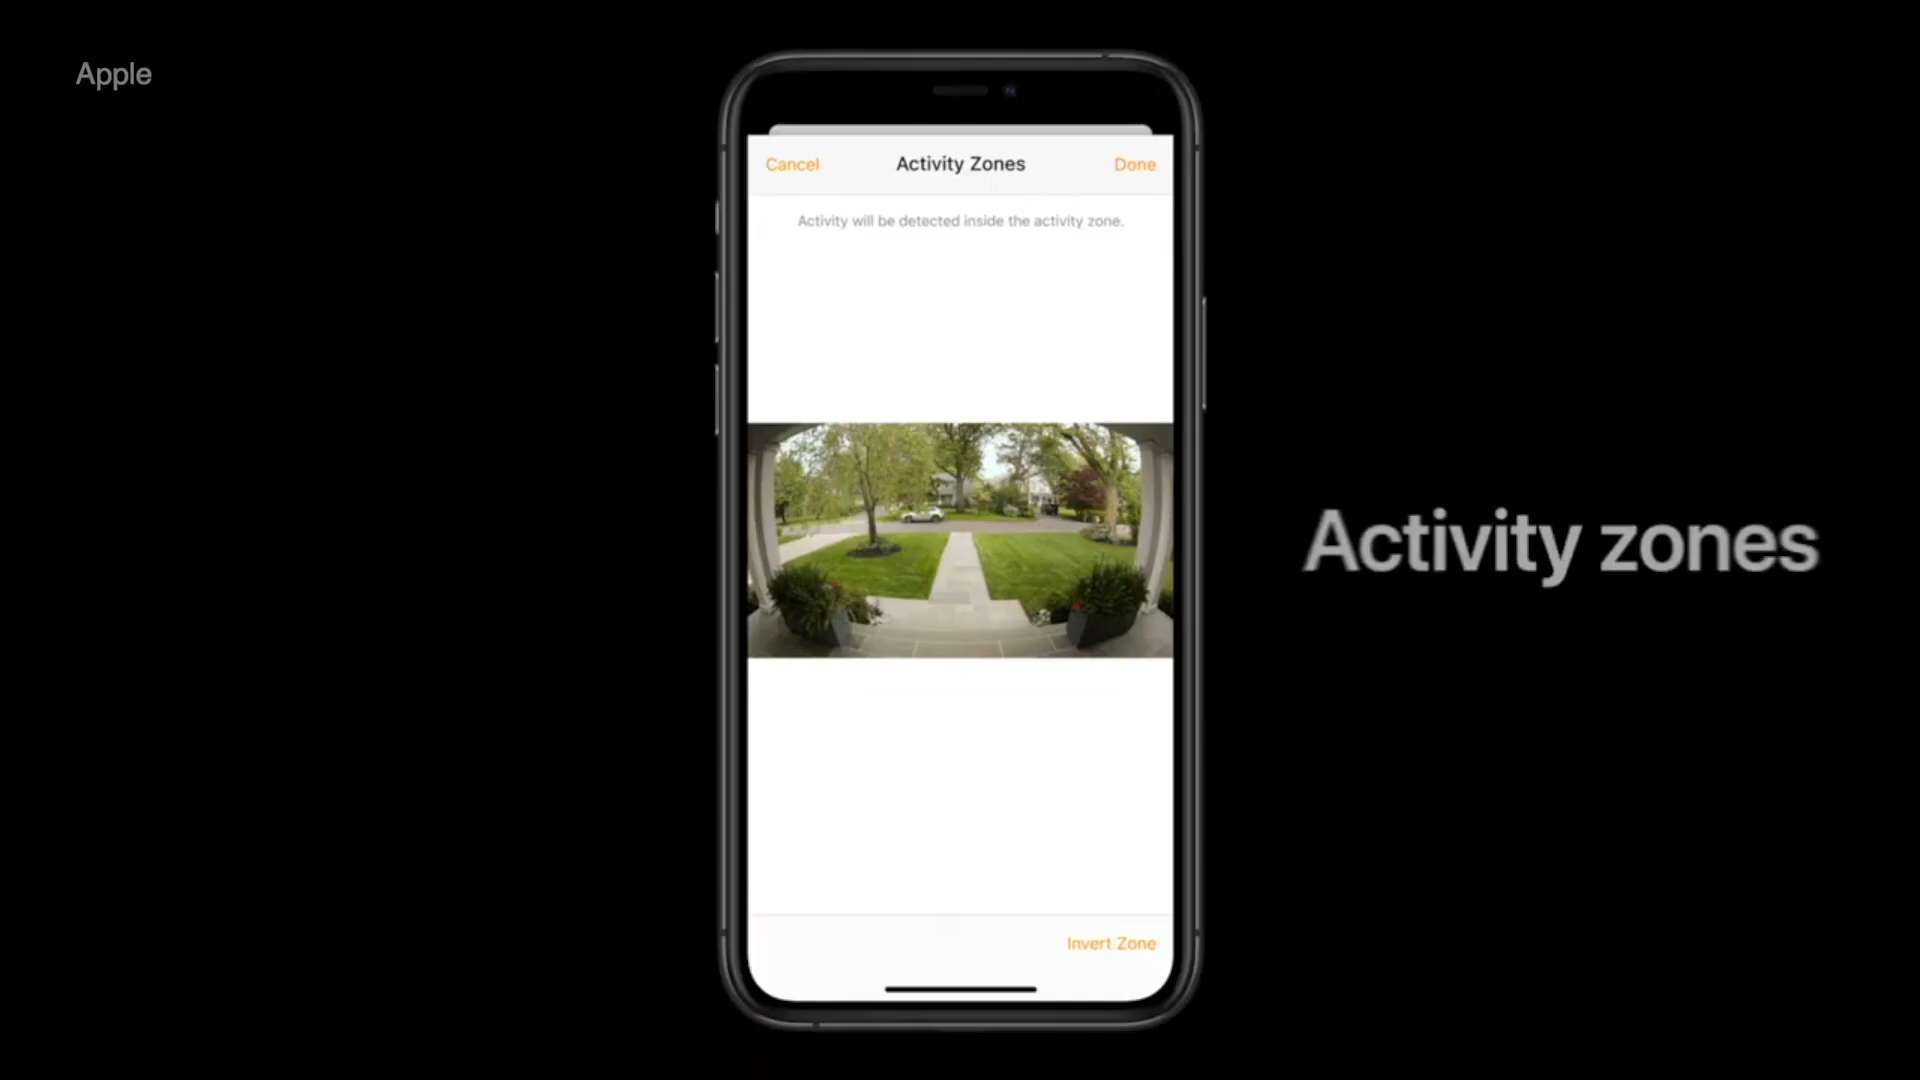 Apple
Cancel
Activity Zones
Done
Activity will be detected inside the activity zone.
Activity zones
Invert Zone